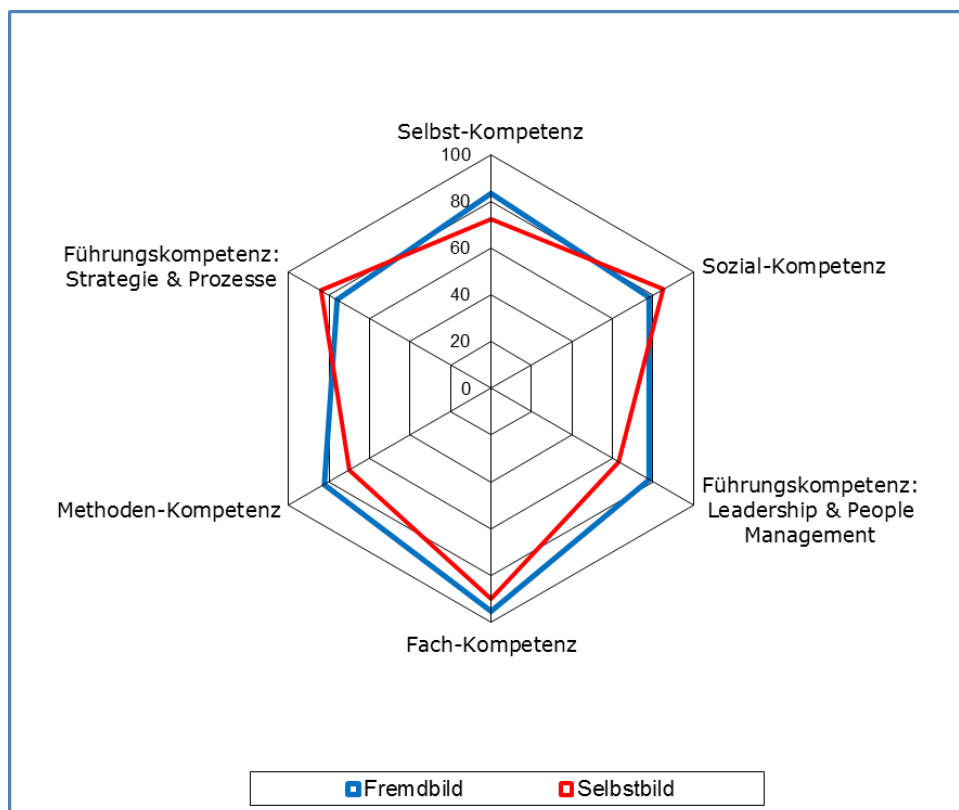 Selbst-Kompetenz
100
80
60
40
20
0
Führungskompetenz:
Strategie & Prozesse
Sozial-Kompetenz
Methoden-Kompetenz
Führungskompetenz:
Leadership & People
Management
Fach-Kompetenz
Fremdbild
Selbstbild